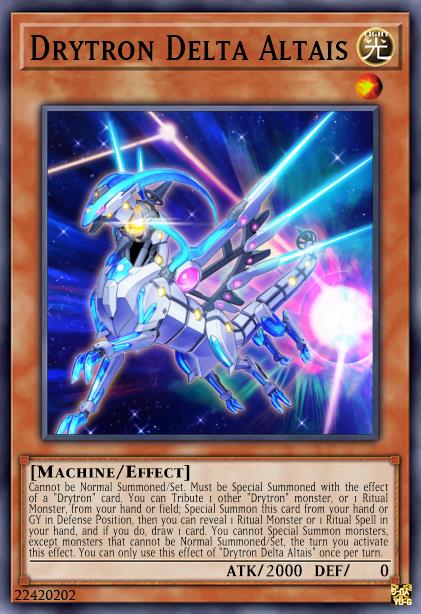 Drytron Delta Altais
LIGHT
光
[Machine/Effect]
Cannot be Normal Summoned/Set. Must be Special Summoned with the effect
of a "Drytron" card. You can Tribute 1 other "Drytron" monster, or 1 Ritual
Monster, from your hand or field; Special Summon this card from your hand or
GY in Defense Position, then you can reveal 1 Ritual Monster or 1 Ritual Spell in
your hand, and if you do, draw 1 card. You cannot Special Summon monsters,
except monsters that cannot be Normal Summoned/Set, the turn you activate
this effect. You can only use this effect of "Drytron Delta Altais" once per turn.
ATK/2000 DEF/ 0
22420202